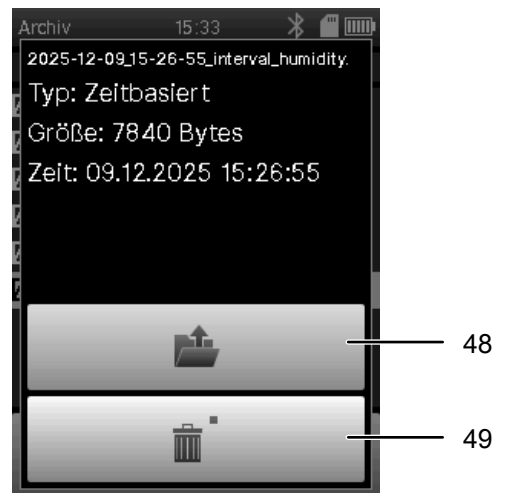 Archiv 15:33
2025-12-09_15-26-55_interval_humidity.
Typ: Zeitbasiert
Größe: 7840 Bytes
Zeit: 09.12.2025 15:26:55
48
49